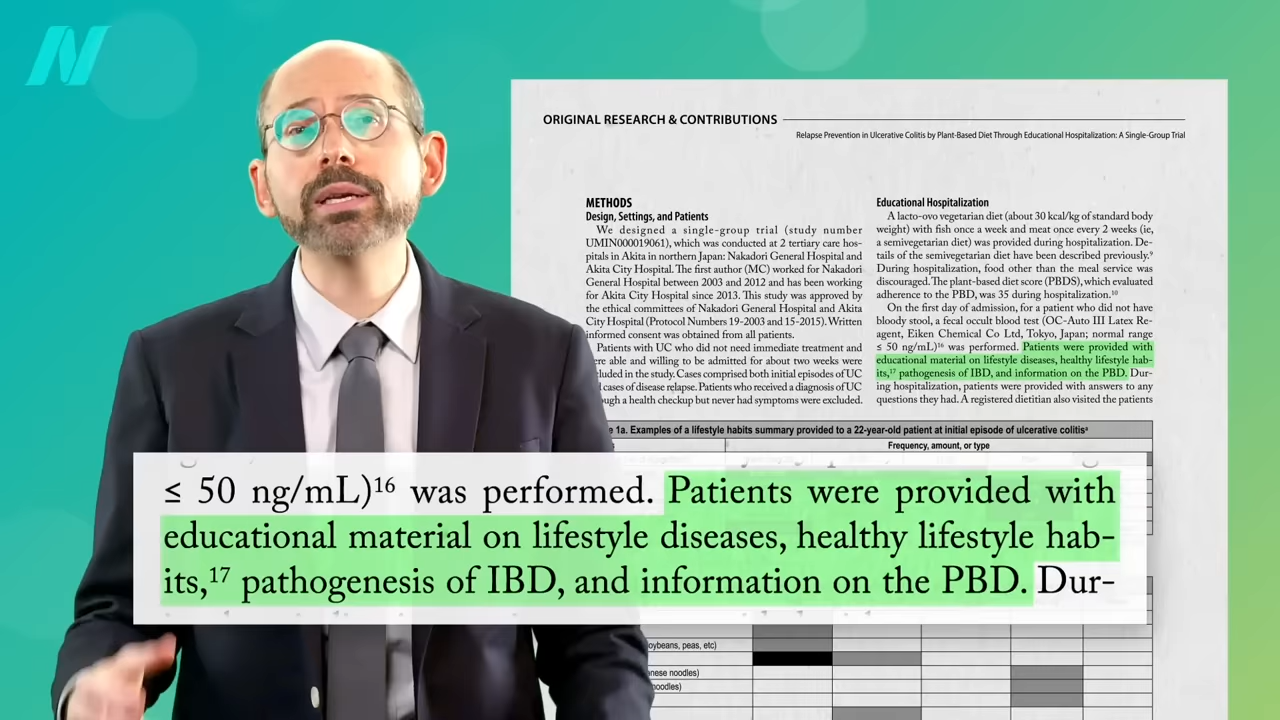 N
ORIGINAL RESEARCH & CONTRIBUTIONS
Relapse Prevention in Ulcerative Colitis by Plant-Based Diet Through Educational Hospitalization: A Single-Group Trial
METHODS
Design, Settings, and Patients
We designed a single-group trial (study number
UMIN000019061), which was conducted at 2 tertiary care hos-
pitals in Akita in northern Japan: Nakadori General Hospital and
Akita City Hospital. The first author (MC) worked for Nakadori
General Hospital between 2003 and 2012 and has been working
for Akita City Hospital since 2013. This study was approved by
the ethical committees of Nakadori General Hospital and Akita
City Hospital (Protocol Numbers 19-2003 and 15-2015). Written
informed consent was obtained from all patients.
Patients with UC who did not need immediate treatment and
ere able and willing to be admitted for about two weeks were
cluded in the study. Cases comprised both initial episodes of UC
cases of disease relapse. Patients who received a diagnosis of UC
ugh a health checkup but never had symptoms were excluded.
Educational Hospitalization
A lacto-ovo vegetarian diet (about 30 kcal/kg of standard body
weight) with fish once a week and meat once every 2 weeks (ie,
a semivegetarian diet) was provided during hospitalization. De-
tails of the semivegetarian diet have been described previously.⁹
During hospitalization, food other than the meal service was
discouraged. The plant-based diet score (PBDS), which evaluated
adherence to the PBD, was 35 during hospitalization.¹⁰
On the first day of admission, for a patient who did not have
bloody stool, a fecal occult blood test (OC-Auto III Latex Re-
agent, Eiken Chemical Co Ltd, Tokyo, Japan; normal range
≤ 50 ng/mL)¹⁶ was performed. Patients were provided with
educational material on lifestyle diseases, healthy lifestyle hab-
its,¹⁷ pathogenesis of IBD, and information on the PBD. Dur-
ing hospitalization, patients were provided with answers to any
questions they had. A registered dietitian also visited the patients
1a. Examples of a lifestyle habits summary provided to a 22-year-old patient at initial episode of ulcerative colitisᵃ
Frequency, amount, or type
≤ 50 ng/mL)¹⁶ was performed. Patients were provided with
educational material on lifestyle diseases, healthy lifestyle hab-
its,¹⁷ pathogenesis of IBD, and information on the PBD. Dur-
oybeans, peas, etc)
anese noodles)
noodles)